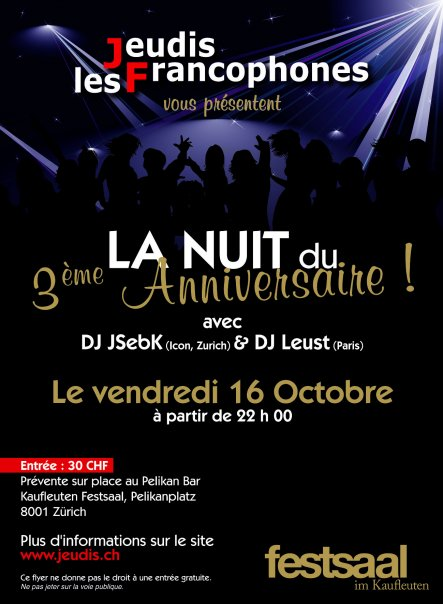 Jeudis
les Francophones
vous présentent
LA NUIT du
3ème Anniversaire !
avec
DJ JSebK (Icon, Zurich) & DJ Leust (Paris)
Le vendredi 16 Octobre
à partir de 22 h 00
Entrée : 30 CHF
Prévente sur place au Pelikan Bar
Kaufleuten Festsaal, Pelikanplatz
8001 Zürich
Plus d'informations sur le site
www.jeudis.ch
Ce flyer ne donne pas le droit à une entrée gratuite.
Ne pas jeter sur la voie publique.
festsaal
im Kaufleuten